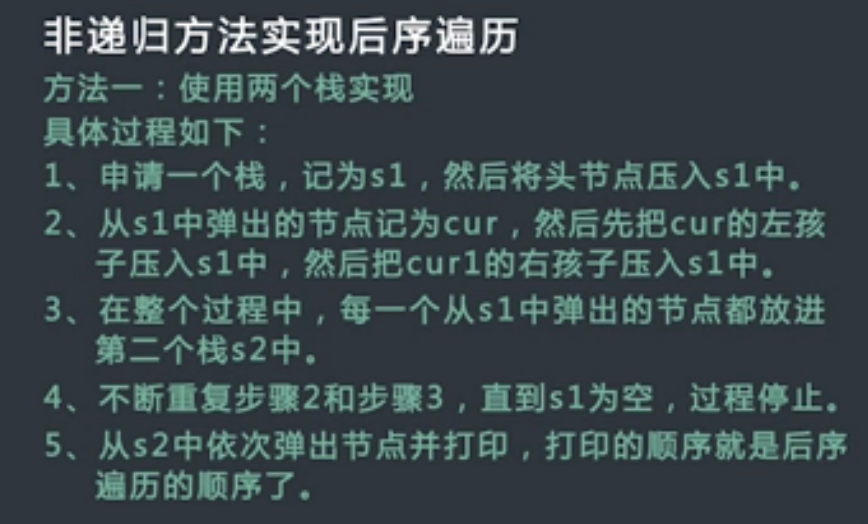 非递归方法实现后序遍历
方法一：使用两个栈实现
具体过程如下：
1、申请一个栈，记为s1，然后将头节点压入s1中。
2、从s1中弹出的节点记为cur，然后先把cur的左孩
子压入s1中，然后把cur1的右孩子压入s1中。
3、在整个过程中，每一个从s1中弹出的节点都放进
第二个栈s2中。
4、不断重复步骤2和步骤3，直到s1为空，过程停止。
5、从s2中依次弹出节点并打印，打印的顺序就是后序
遍历的顺序了。